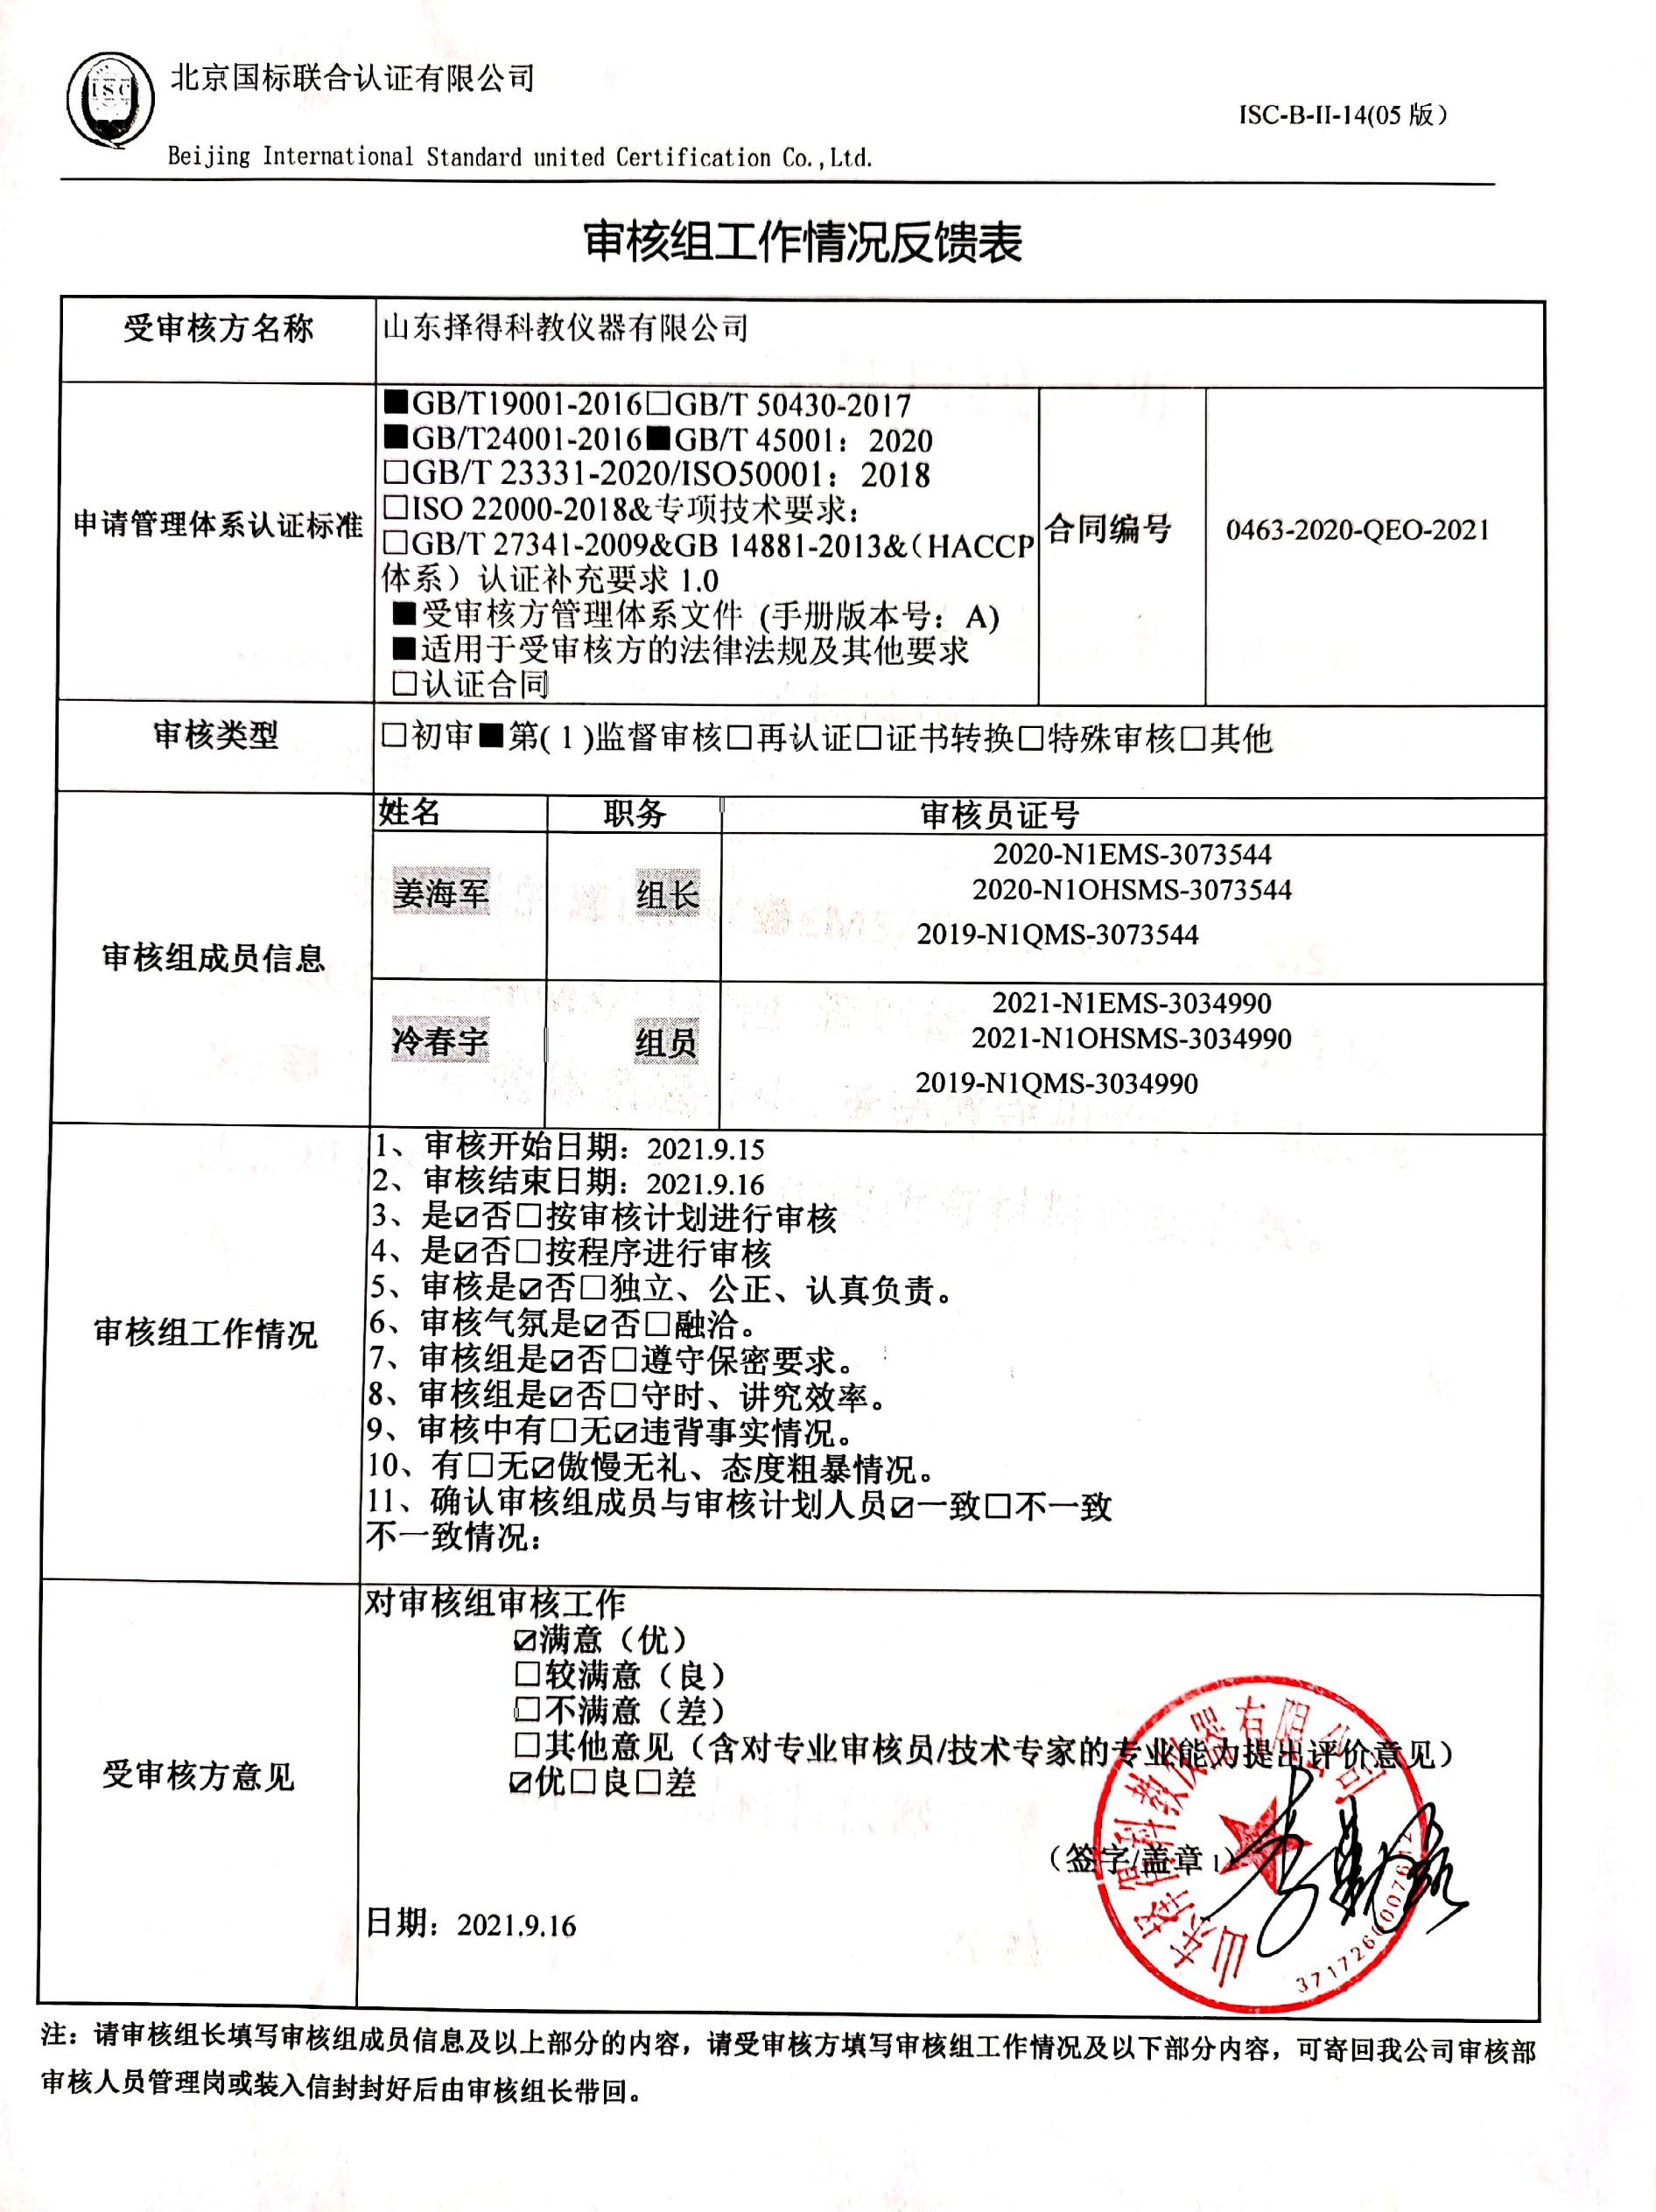 ISC
北京国标联合认证有限公司
ISC-B-II-14(05 版）
Beijing International Standard united Certification Co.,Ltd.
审核组工作情况反馈表
受审核方名称
山东择得科教仪器有限公司
申请管理体系认证标准
■GB/T19001-2016□GB/T 50430-2017
■GB/T24001-2016■GB/T 45001：2020
□GB/T 23331-2020/ISO50001：2018
□ISO 22000-2018&专项技术要求：
□GB/T 27341-2009&GB 14881-2013&（HACCP
体系）认证补充要求 1.0
■受审核方管理体系文件 (手册版本号：A)
■适用于受审核方的法律法规及其他要求
□认证合同
合同编号
0463-2020-QEO-2021
审核类型
□初审■第( 1 )监督审核□再认证□证书转换□特殊审核□其他
审核组成员信息
姓名 职务 审核员证号
姜海军 组长
2020-N1EMS-3073544
2020-N1OHSMS-3073544
2019-N1QMS-3073544
冷春宇 组员
2021-N1EMS-3034990
2021-N1OHSMS-3034990
2019-N1QMS-3034990
审核组工作情况
1、审核开始日期：2021.9.15
2、审核结束日期：2021.9.16
3、是☑否□按审核计划进行审核
4、是☑否□按程序进行审核
5、审核是☑否□独立、公正、认真负责。
6、审核气氛是☑否□融洽。
7、审核组是☑否□遵守保密要求。
8、审核组是☑否□守时、讲究效率。
9、审核中有□无☑违背事实情况。
10、有□无☑傲慢无礼、态度粗暴情况。
11、确认审核组成员与审核计划人员☑一致□不一致
不一致情况：
受审核方意见
对审核组审核工作
☑满意（优）
□较满意（良）
□不满意（差）
□其他意见（含对专业审核员/技术专家的专业能力提出评价意见）
☑优□良□差
（签字/盖章）
山东择得科教仪器有限公司
日期：2021.9.16
注：请审核组长填写审核组成员信息及以上部分的内容，请受审核方填写审核组工作情况及以下部分内容，可寄回我公司审核部
审核人员管理岗或装入信封封好后由审核组长带回。